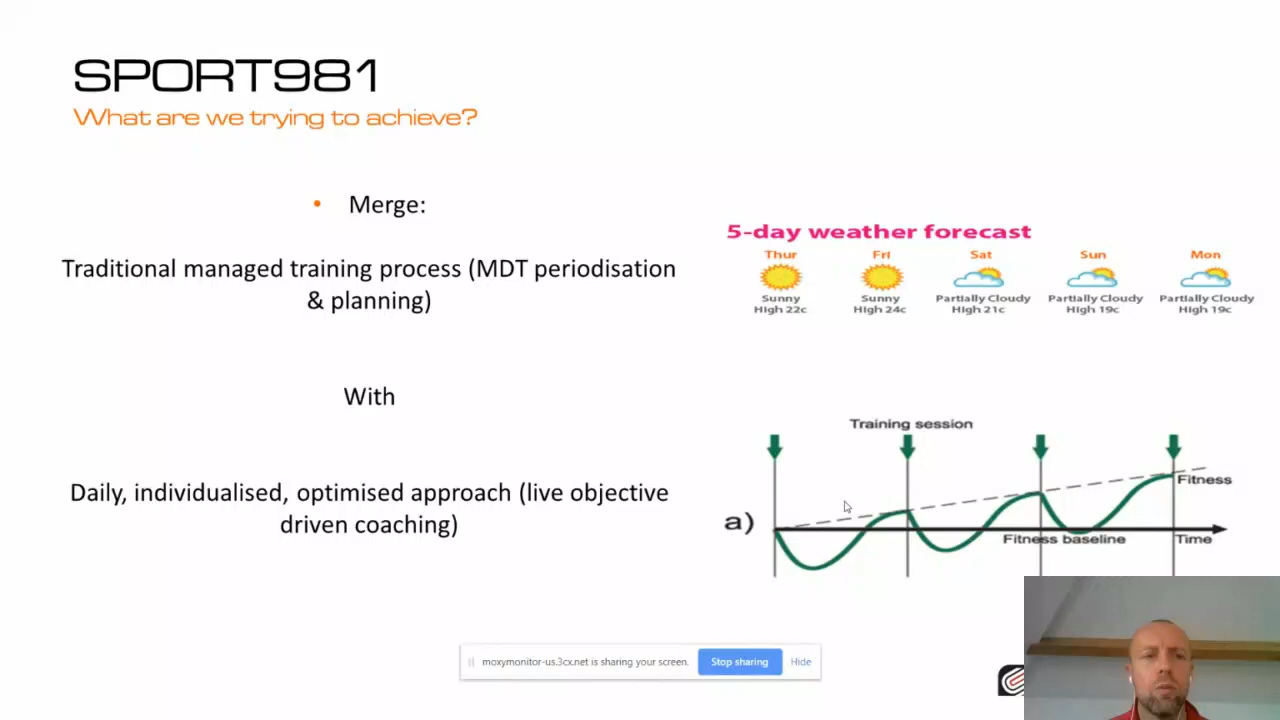 SPORT981
What are we trying to achieve?
• Merge:
Traditional managed training process (MDT periodisation
& planning)
With
Daily, individualised, optimised approach (live objective
driven coaching)
5-day weather forecast
Thur Fri Sat Sun Mon
Sunny Sunny Partially Cloudy Partially Cloudy Partially Cloudy
High 22c High 24c High 21c High 19c High 19c
Training session
Fitness
a)
Fitness baseline Time
moxymonitor-us.3cx.net is sharing your screen. Stop sharing Hide